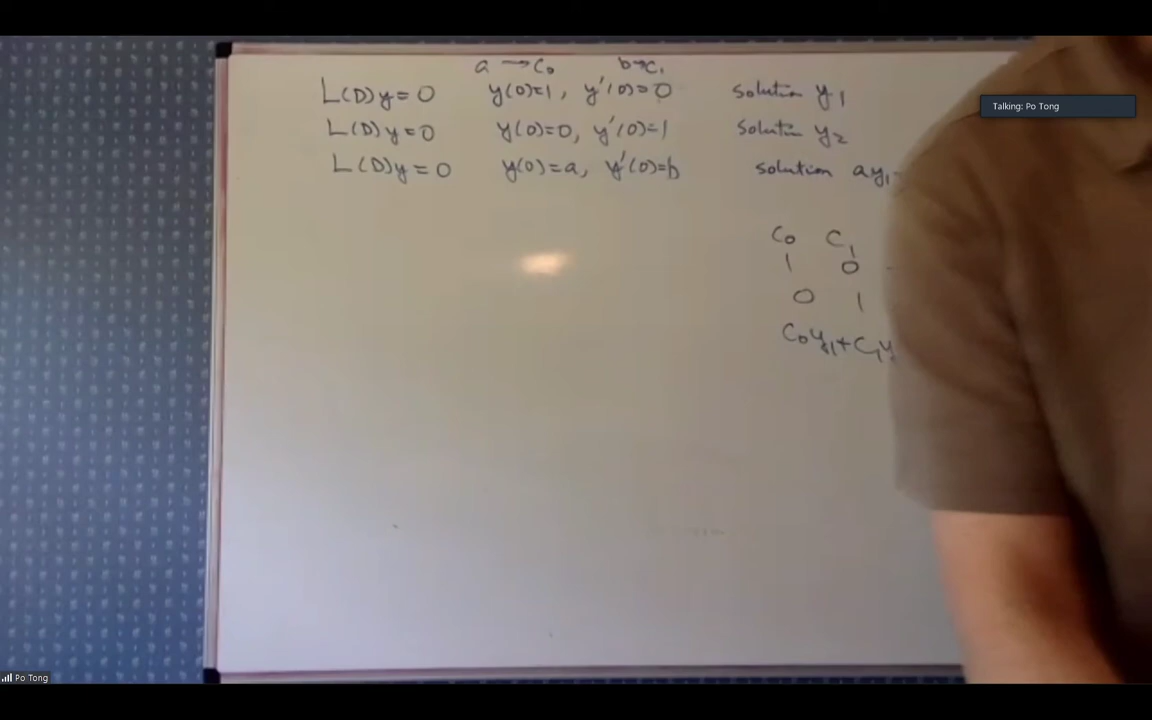 a → c₀ b → c₁
L(D)y = 0 y(0)=1, y'(0)=0 solution y₁
L(D)y = 0 y(0)=0, y'(0)=1 solution y₂
L(D)y = 0 y(0)=a, y'(0)=b solution ay₁
Talking: Po Tong
C₀ C₁
1 0
0 1
C₀y₁+C₁y
Po Tong